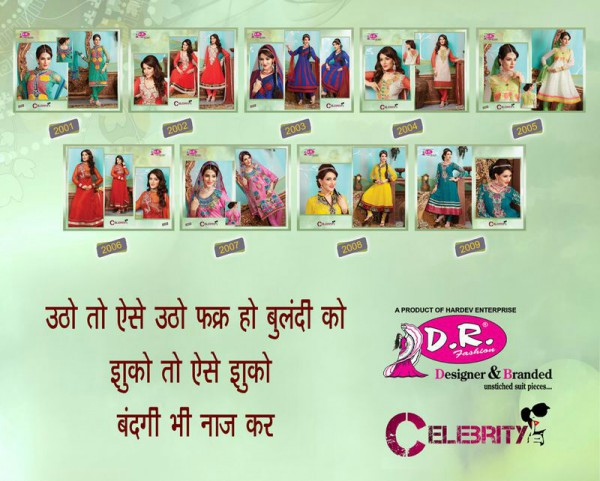 2001
2002
2003
2004
2005
2006
2007
2008
2009
उठो तो ऐसे उठो फक्र हो बुलंदी को
झुको तो ऐसे झुको
बंदगी भी नाज कर
A PRODUCT OF HARDEV ENTERPRISE
D.R.®
Fashion
Designer & Branded
unstiched suit pieces...
CELEBRITY